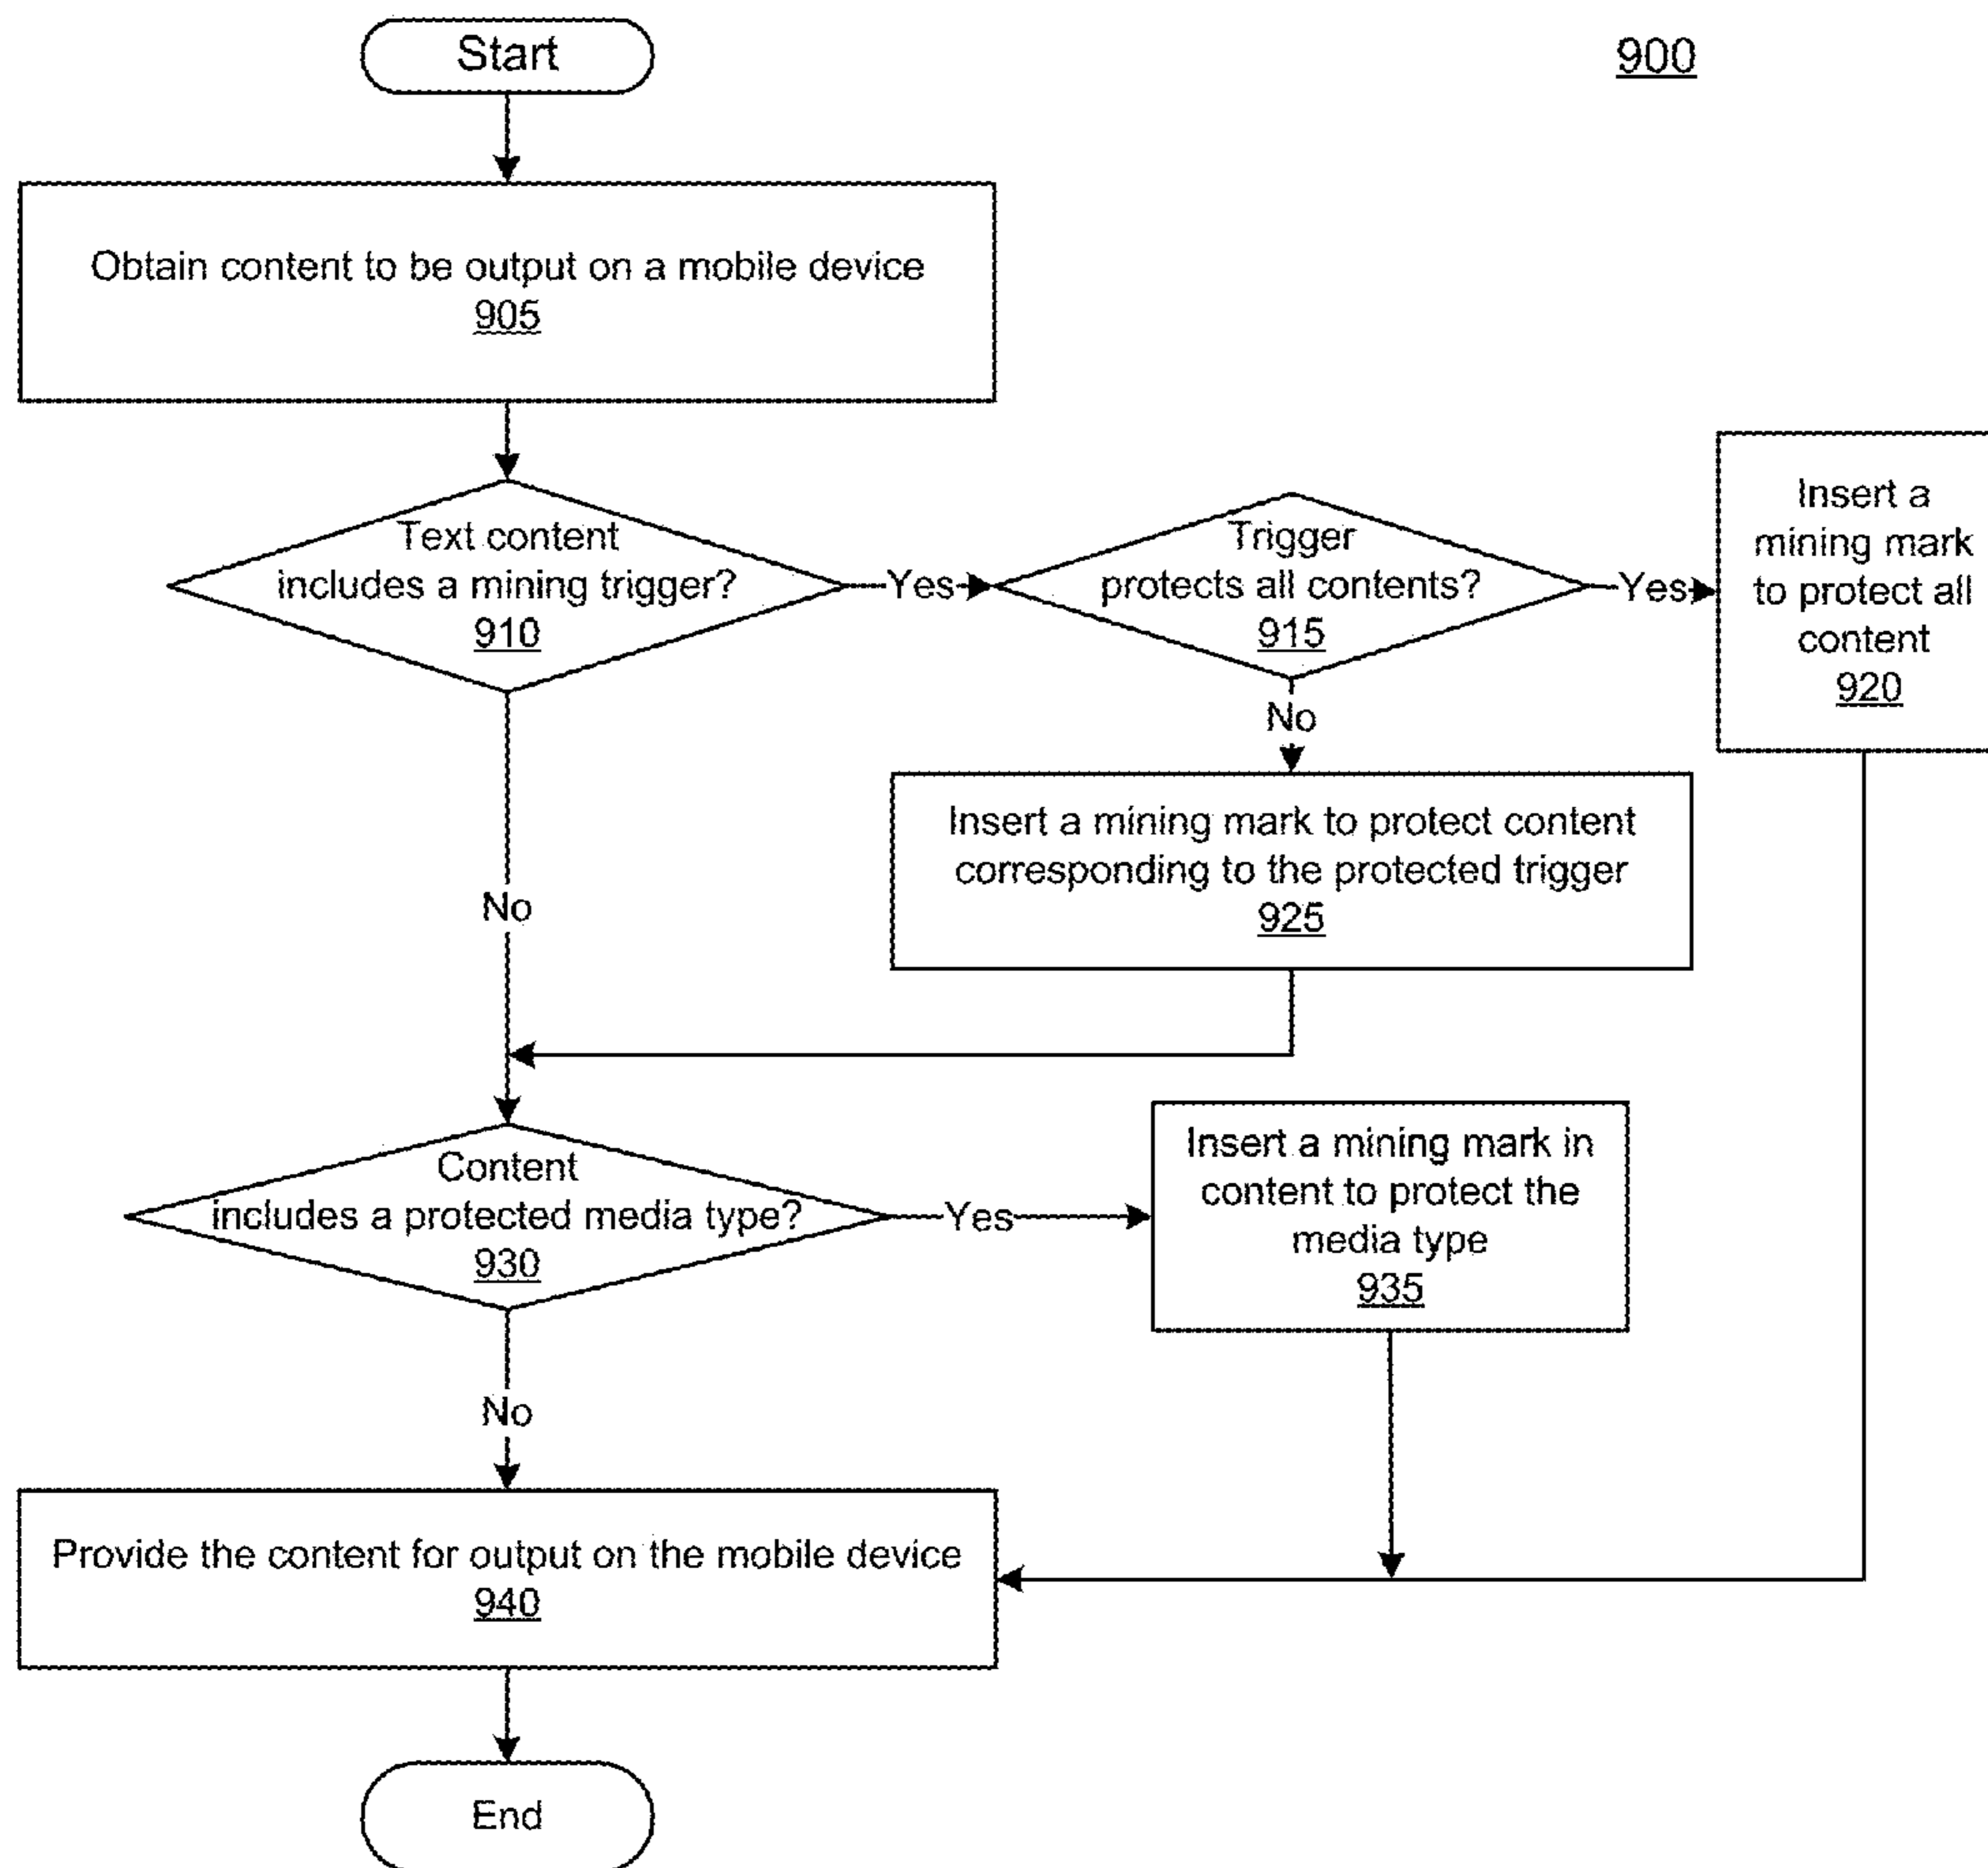 Start
900
Obtain content to be output on a mobile device
905
Text content
includes a mining trigger?
910
Yes
Trigger
protects all contents?
915
Yes
Insert a
mining mark
to protect all
content
920
No
Insert a mining mark to protect content
corresponding to the protected trigger
925
No
Content
includes a protected media type?
930
Yes
Insert a mining mark in
content to protect the
media type
935
No
Provide the content for output on the mobile device
940
End